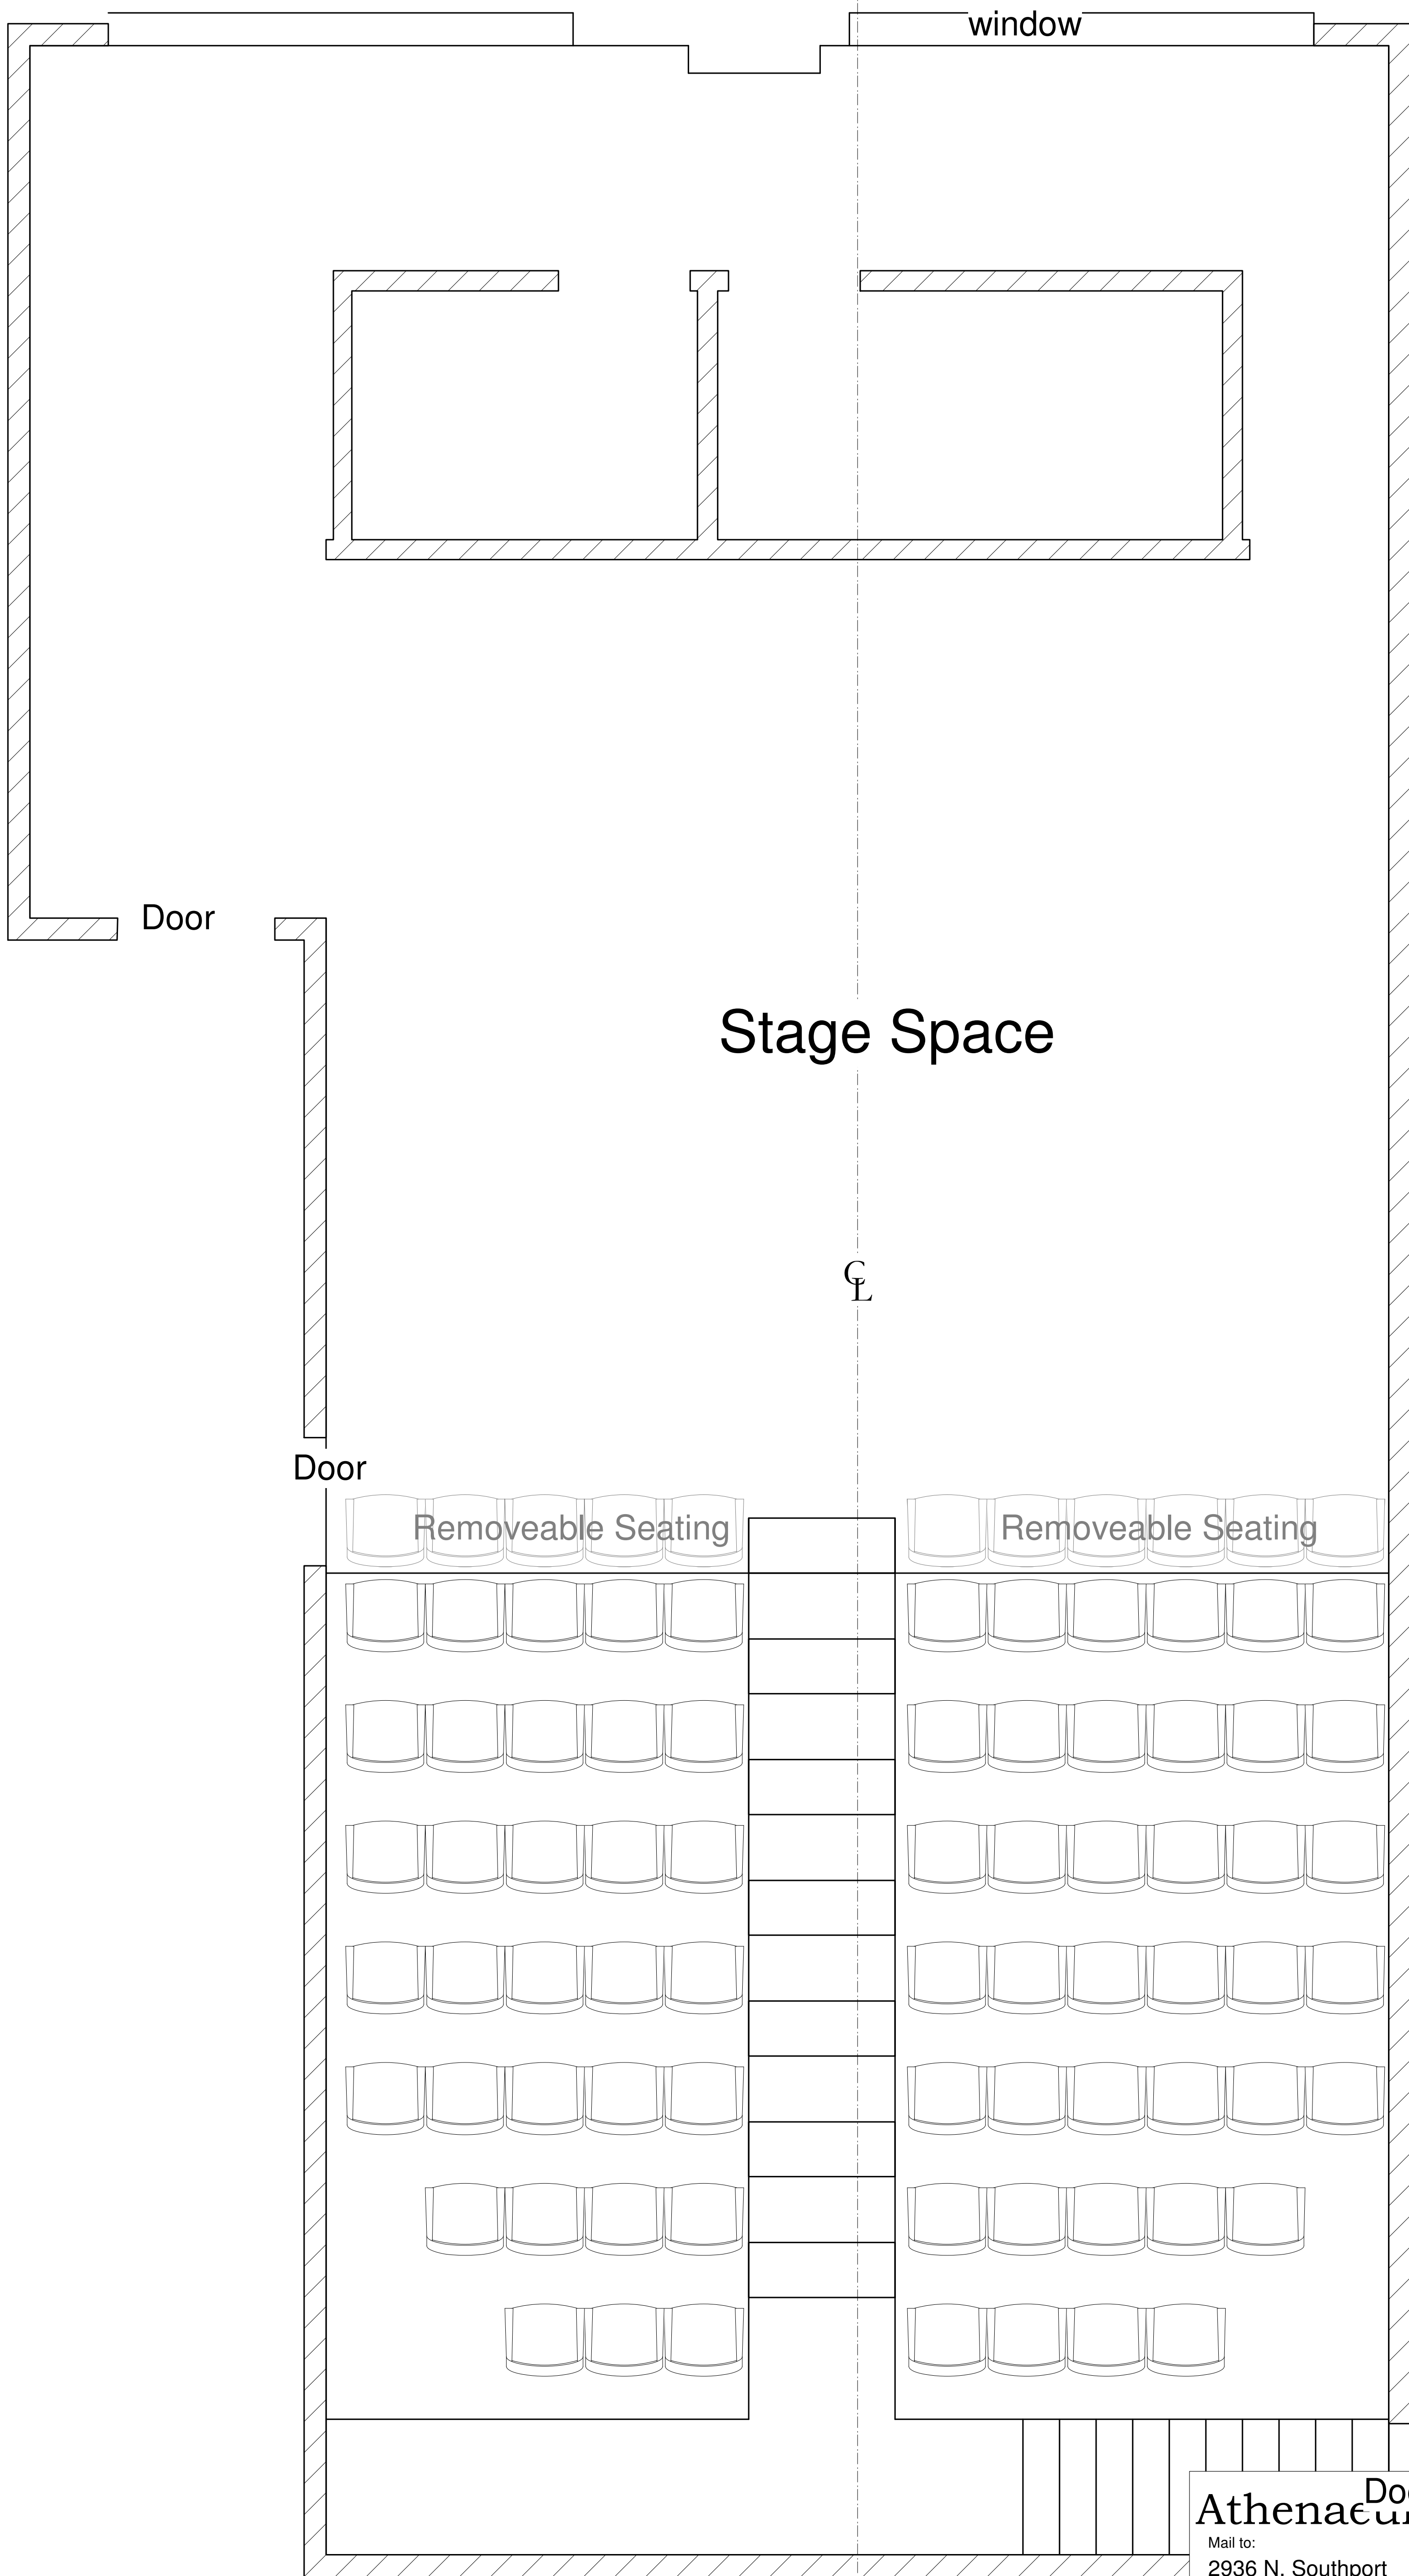 window
Door
Stage Space
℄
Door
Removeable Seating Removeable Seating
Mail to:
2936 N. Southport